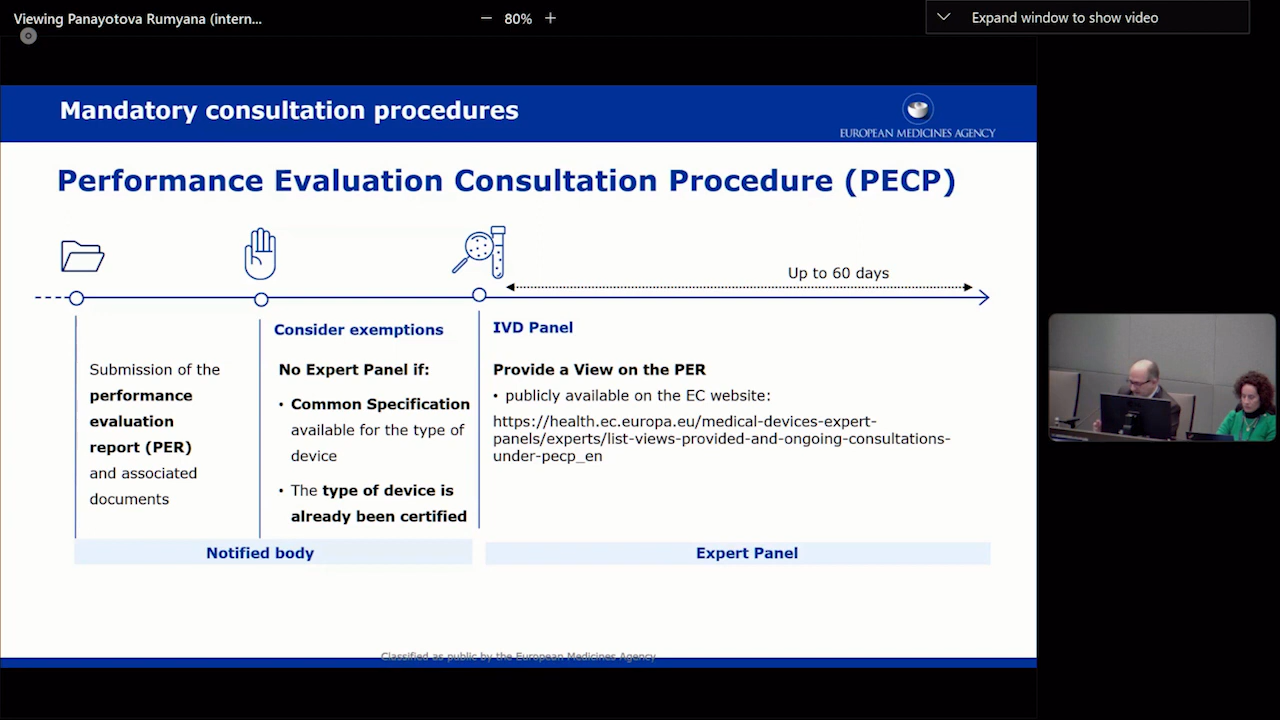 Viewing Panayotova Rumyana (intern...
— 80% +
Expand window to show video
Mandatory consultation procedures
EUROPEAN MEDICINES AGENCY
Performance Evaluation Consultation Procedure (PECP)
Up to 60 days
Submission of the
performance
evaluation
report (PER)
and associated
documents
Consider exemptions
No Expert Panel if:
• Common Specification
available for the type of
device
• The type of device is
already been certified
IVD Panel
Provide a View on the PER
• publicly available on the EC website:
https://health.ec.europa.eu/medical-devices-expert-
panels/experts/list-views-provided-and-ongoing-consultations-
under-pecp_en
Notified body
Expert Panel
Classified as public by the European Medicines Agency